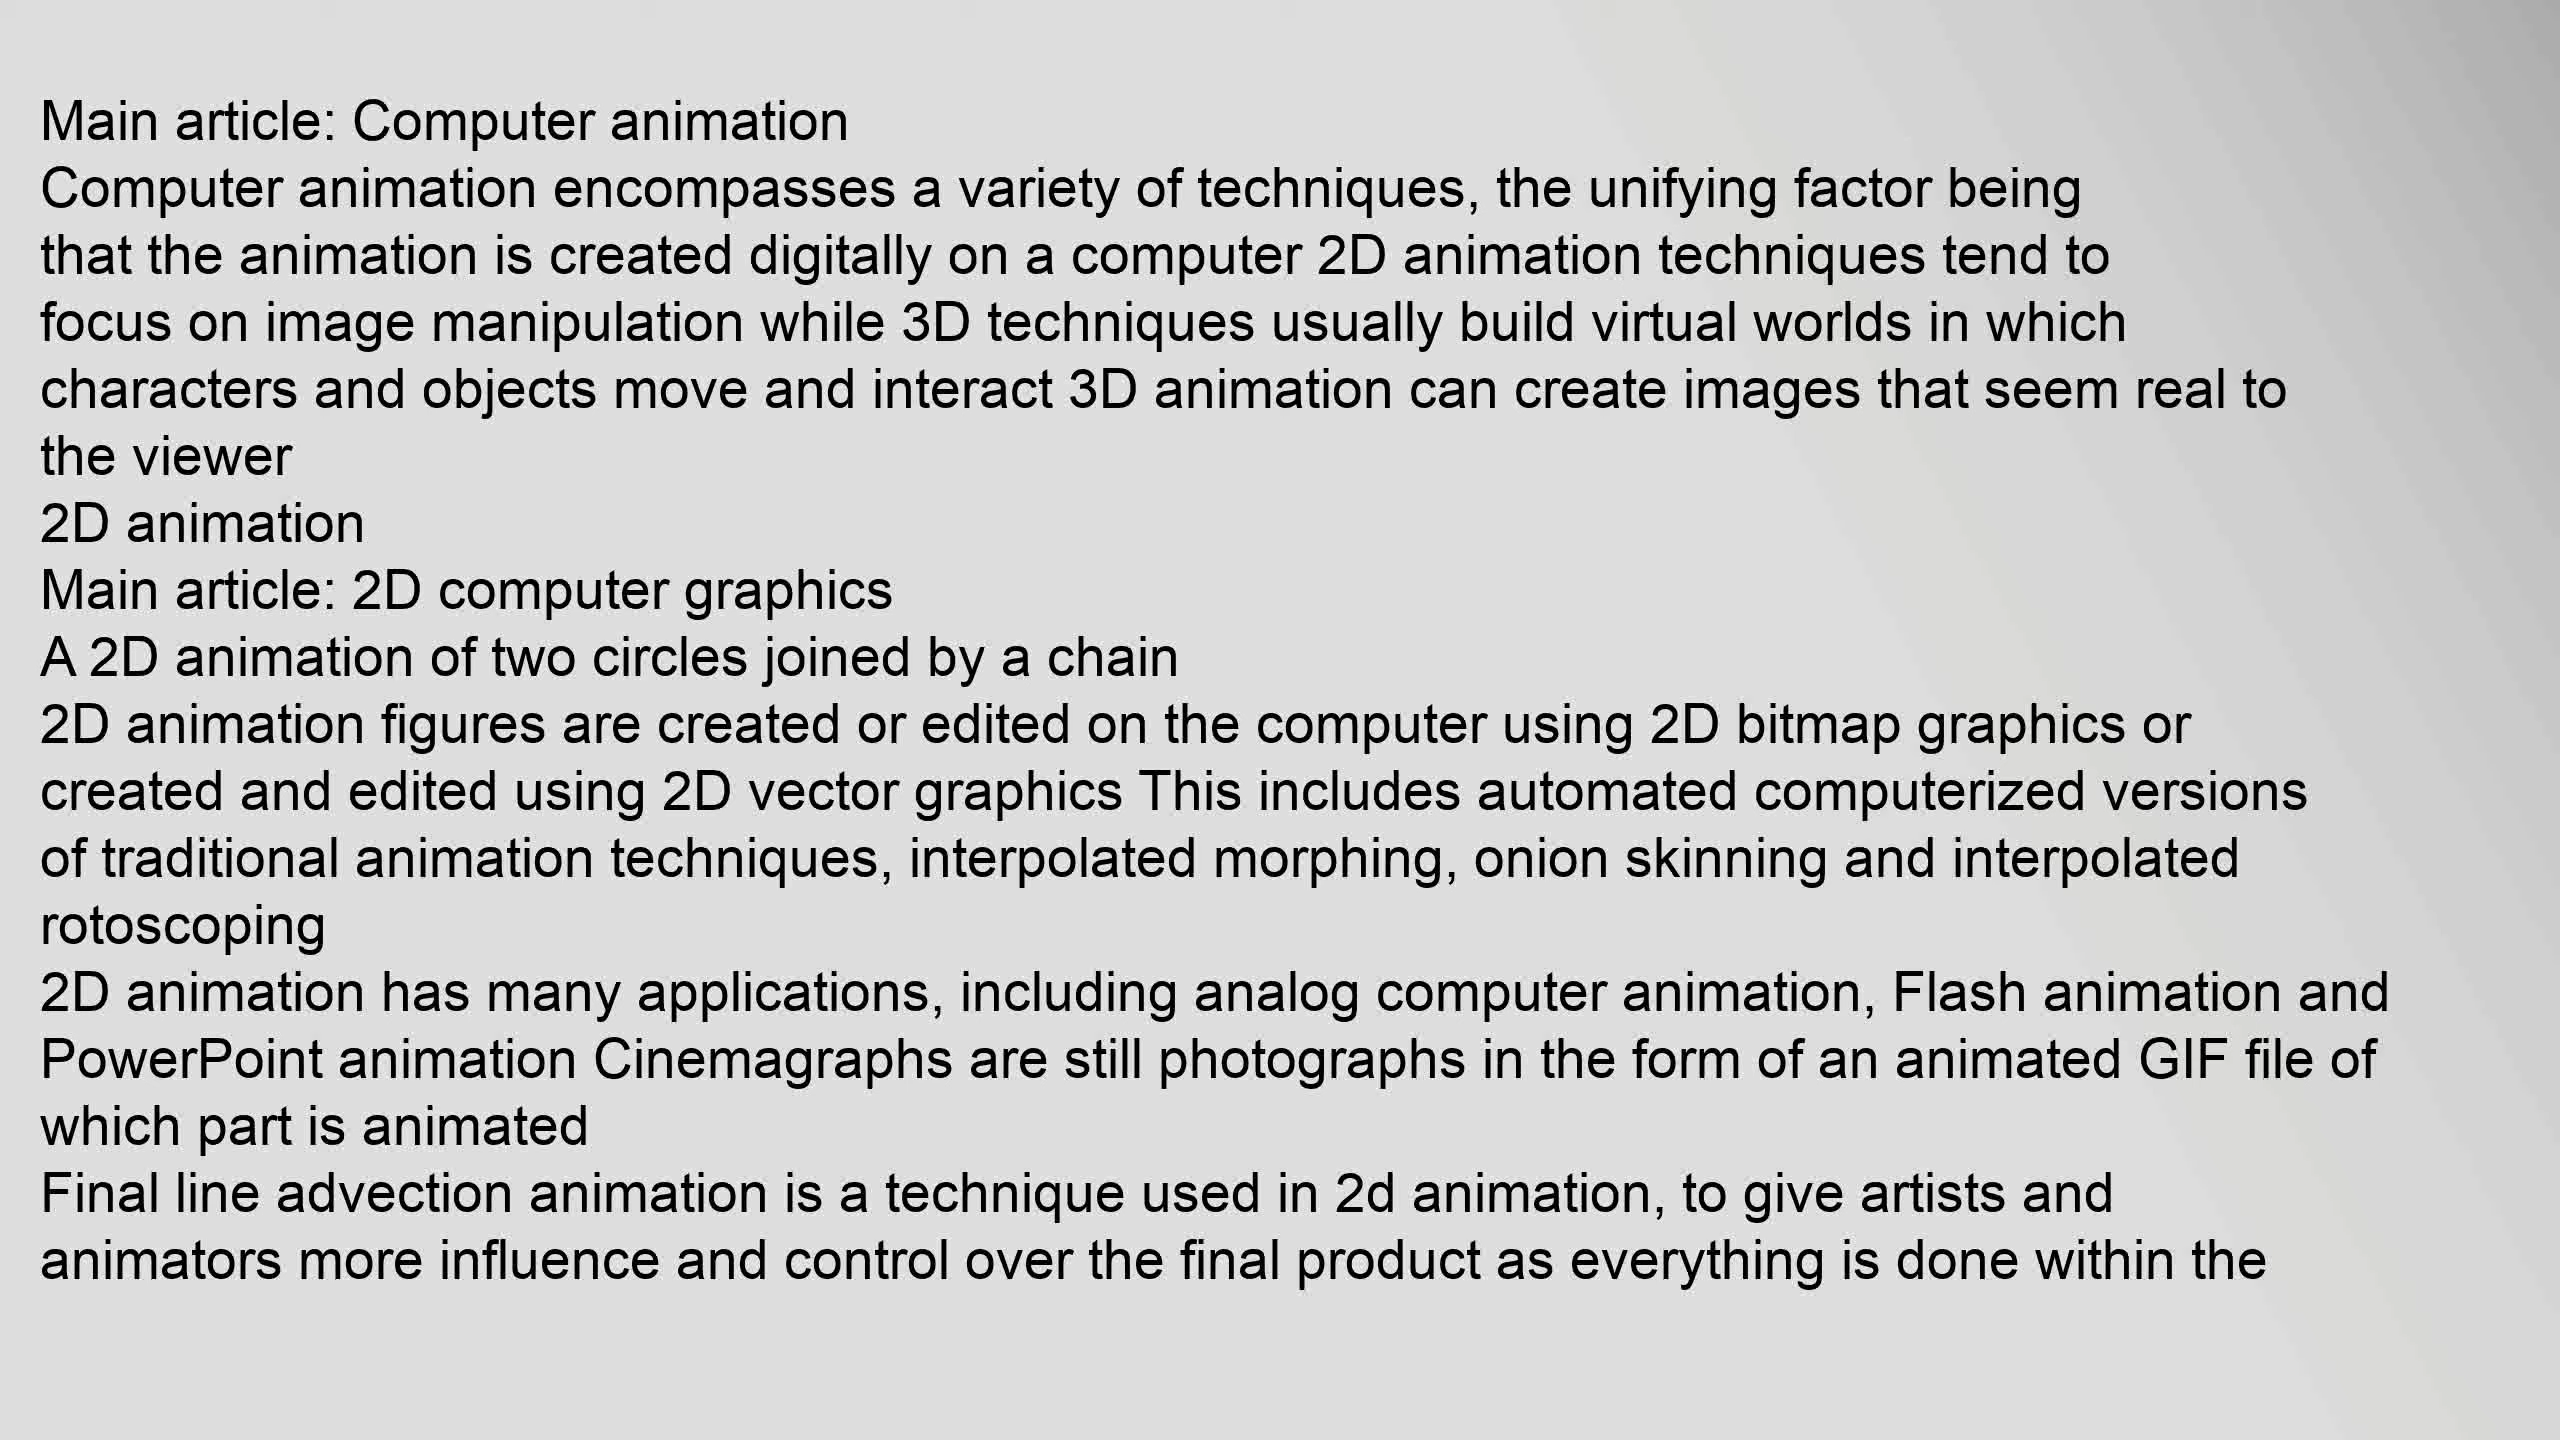 Main article: Computer animation
Computer animation encompasses a variety of techniques, the unifying factor being
that the animation is created digitally on a computer 2D animation techniques tend to
focus on image manipulation while 3D techniques usually build virtual worlds in which
characters and objects move and interact 3D animation can create images that seem real to
the viewer
2D animation
Main article: 2D computer graphics
A 2D animation of two circles joined by a chain
2D animation figures are created or edited on the computer using 2D bitmap graphics or
created and edited using 2D vector graphics This includes automated computerized versions
of traditional animation techniques, interpolated morphing, onion skinning and interpolated
rotoscoping
2D animation has many applications, including analog computer animation, Flash animation and
PowerPoint animation Cinemagraphs are still photographs in the form of an animated GIF file of
which part is animated
Final line advection animation is a technique used in 2d animation, to give artists and
animators more influence and control over the final product as everything is done within the